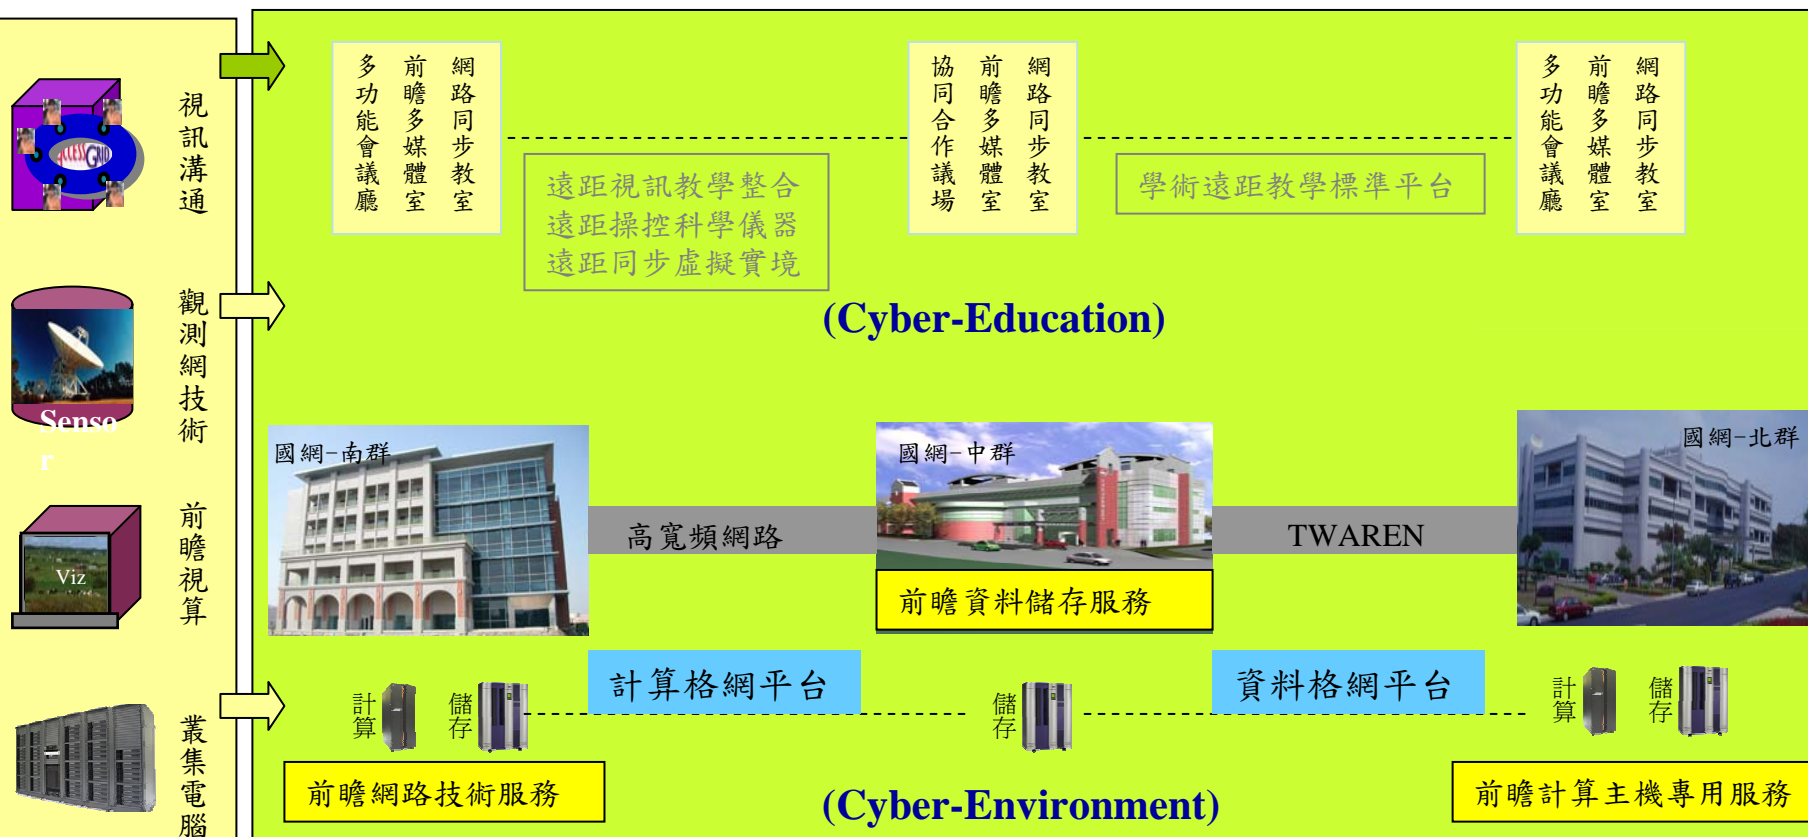 視訊溝通
ACCESS GRID
觀測網技術
Senso
r
前瞻視算
Viz
叢集電腦
多功能會議廳
前瞻多媒體室
網路同步教室
遠距視訊教學整合
遠距操控科學儀器
遠距同步虛擬實境
協同合作議場
前瞻多媒體室
網路同步教室
學術遠距教學標準平台
多功能會議廳
前瞻多媒體室
網路同步教室
(Cyber-Education)
國網-南群
高寬頻網路
國網-中群
前瞻資料儲存服務
TWAREN
國網-北群
計算
儲存
計算格網平台
儲存
資料格網平台
計算
儲存
前瞻網路技術服務
(Cyber-Environment)
前瞻計算主機專用服務